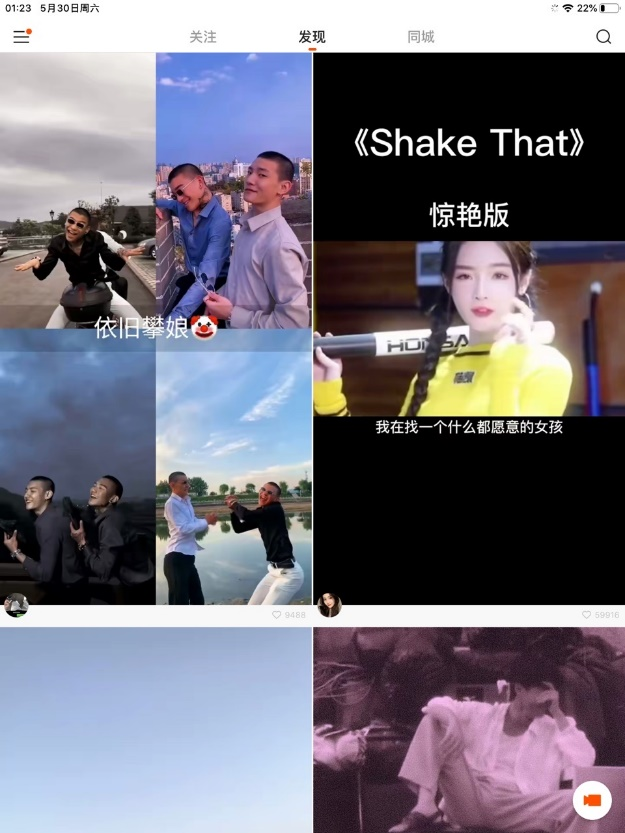 01:23 5月30日周六
22%
关注
发现
同城
《Shake That》
惊艳版
依旧攀娘🤡
HONSA
我在找一个什么都愿意的女孩
9468
59916